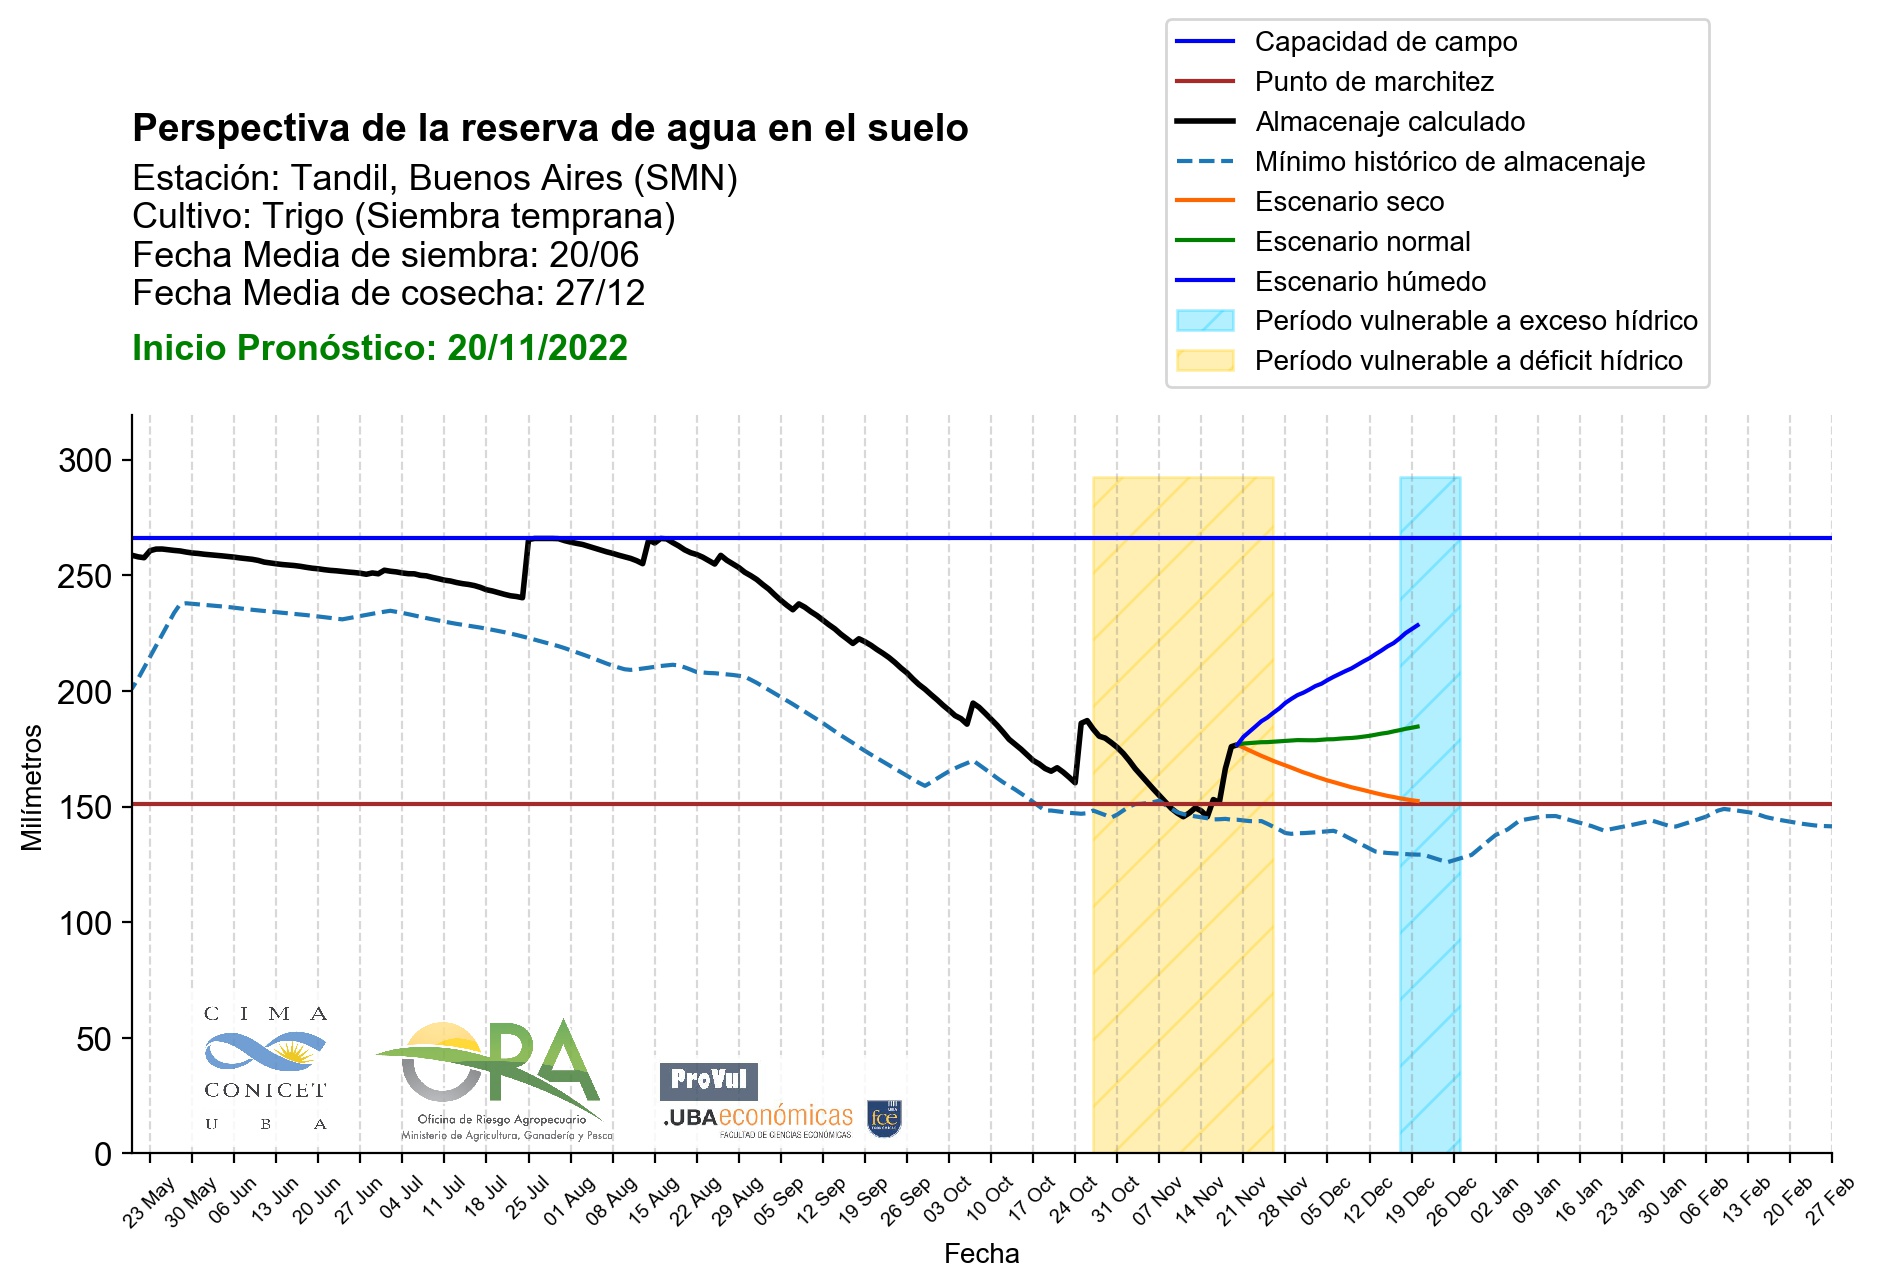 Capacidad de campo
Punto de marchitez
Almacenaje calculado
Mínimo histórico de almacenaje
Escenario seco
Escenario normal
Escenario húmedo
Período vulnerable a exceso hídrico
Período vulnerable a déficit hídrico
Perspectiva de la reserva de agua en el suelo
Estación: Tandil, Buenos Aires (SMN)
Cultivo: Trigo (Siembra temprana)
Fecha Media de siembra: 20/06
Fecha Media de cosecha: 27/12
Inicio Pronóstico: 20/11/2022
Milímetros
300
250
200
150
100
50
0
CIMA
CONICET
UBA
ORA
Oficina de Riesgo Agropecuario
Ministerio de Agricultura, Ganadería y Pesca
ProVul
.UBAeconómicas
FACULTAD DE CIENCIAS ECONÓMICAS
UBA
fce
ECONÓMICAS
23 May
30 May
06 Jun
13 Jun
20 Jun
27 Jun
04 Jul
11 Jul
18 Jul
25 Jul
01 Aug
08 Aug
15 Aug
22 Aug
29 Aug
05 Sep
12 Sep
19 Sep
26 Sep
03 Oct
10 Oct
17 Oct
24 Oct
31 Oct
07 Nov
14 Nov
21 Nov
28 Nov
05 Dec
12 Dec
19 Dec
26 Dec
02 Jan
09 Jan
16 Jan
23 Jan
30 Jan
06 Feb
13 Feb
20 Feb
27 Feb
Fecha